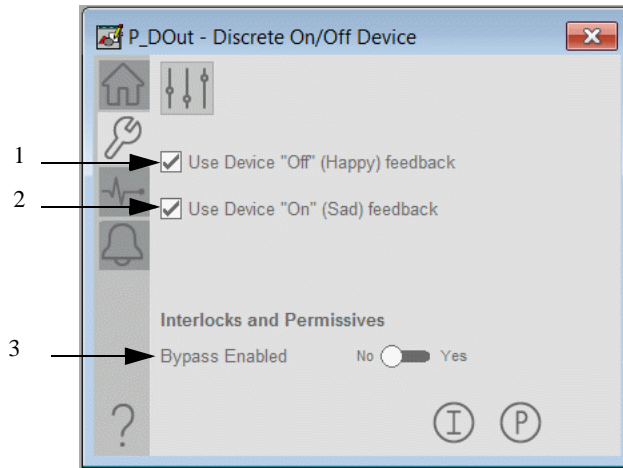 P_DOut - Discrete On/Off Device
1
Use Device "Off" (Happy) feedback
2
Use Device "On" (Sad) feedback
Interlocks and Permissives
3
Bypass Enabled No Yes
?
I P